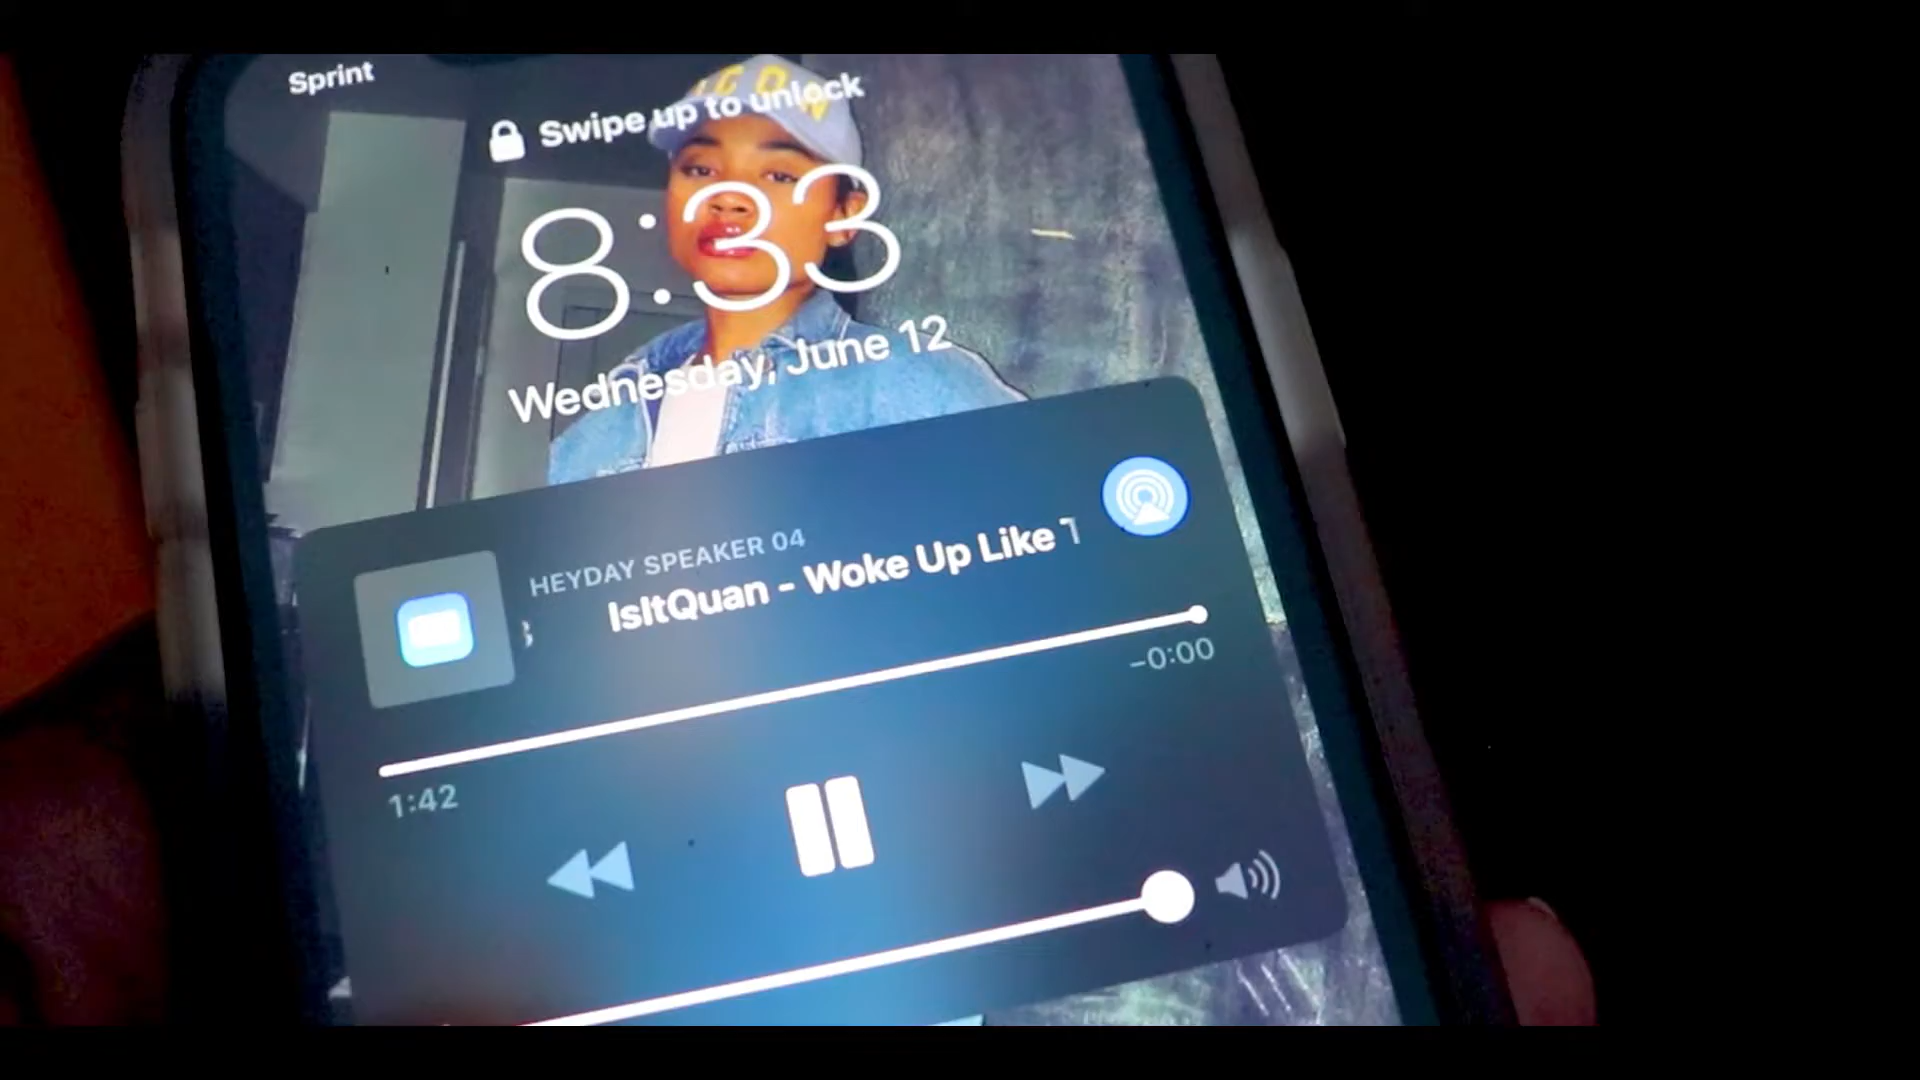 Sprint
Swipe up to unlock
8:33
Wednesday, June 12
HEYDAY SPEAKER 04
IsItQuan - Woke Up Like T
-0:00
1:42